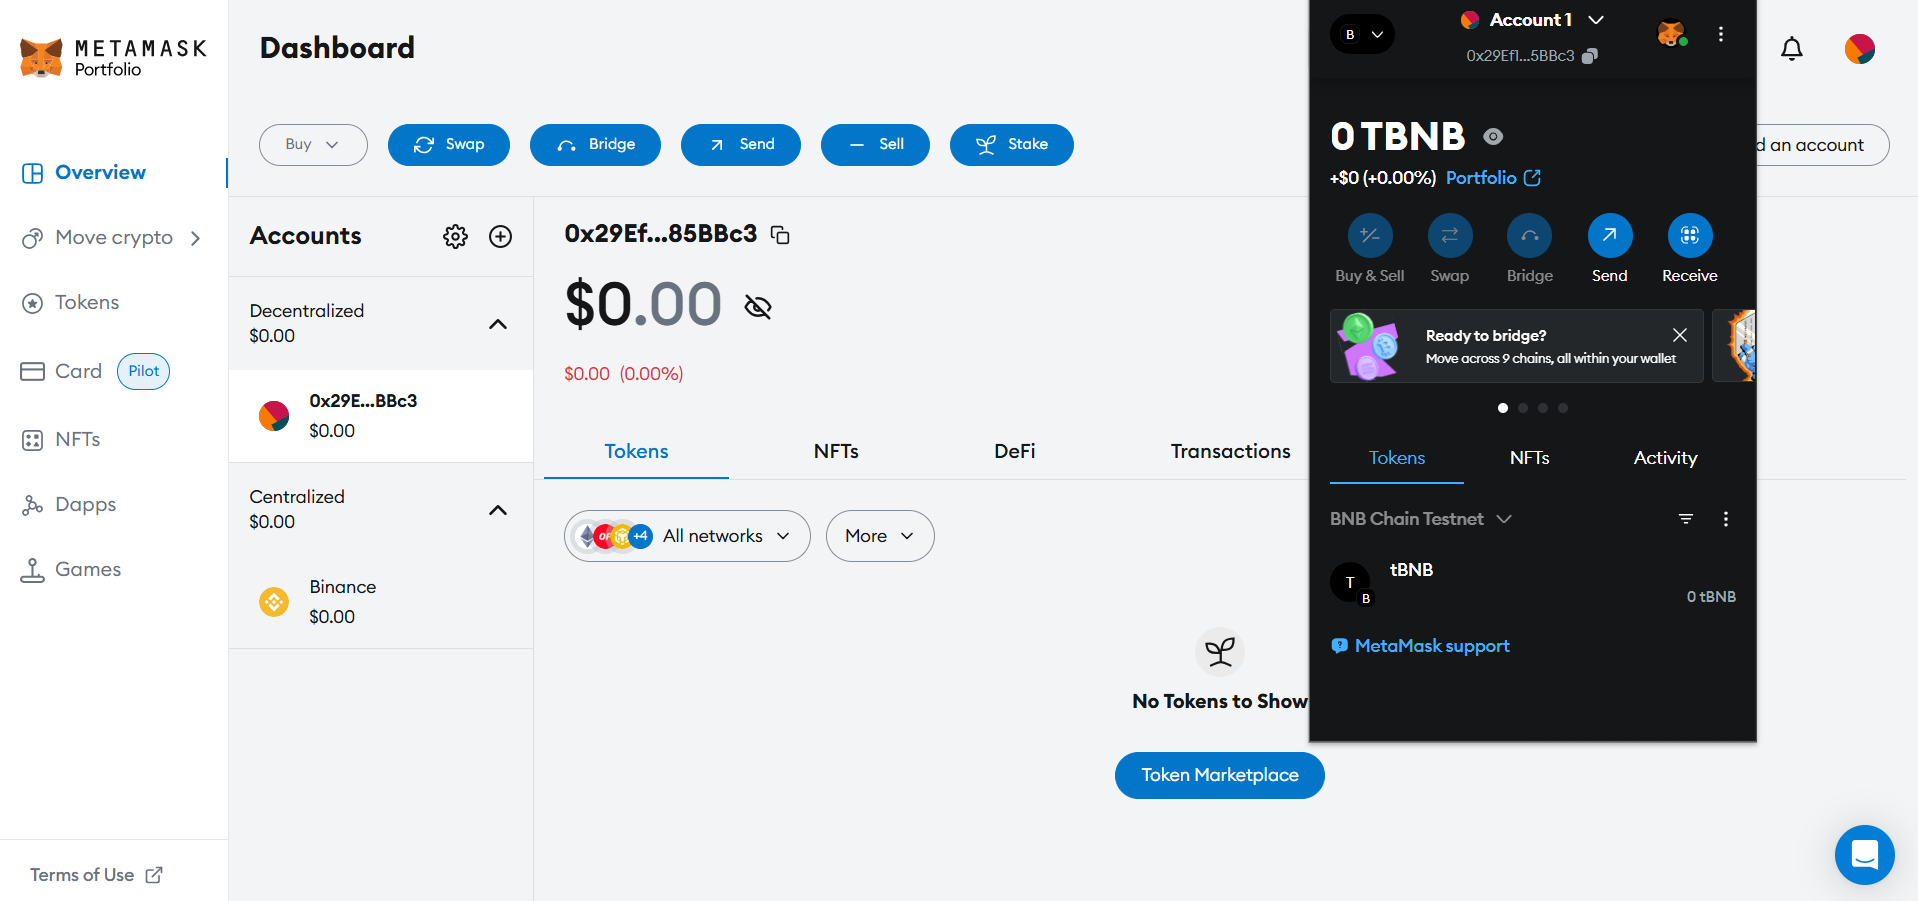 METAMASK
Portfolio
Overview
Move crypto
Tokens
Card Pilot
NFTs
Dapps
Games
Terms of Use
Dashboard
Buy
Swap
Bridge
Send
Sell
Stake
d an account
Accounts
Decentralized
$0.00
0x29E...BBc3
$0.00
Centralized
$0.00
Binance
$0.00
0x29Ef...85BBc3
$0.00
$0.00 (0.00%)
Tokens
NFTs
DeFi
Transactions
OP
+4
All networks
More
No Tokens to Show
Token Marketplace
B
Account 1
0x29Ef1...5BBc3
0 TBNB
+$0 (+0.00%) Portfolio
Buy & Sell
Swap
Bridge
Send
Receive
Ready to bridge?
Move across 9 chains, all within your wallet
Tokens
NFTs
Activity
BNB Chain Testnet
T
B
tBNB
0 tBNB
MetaMask support